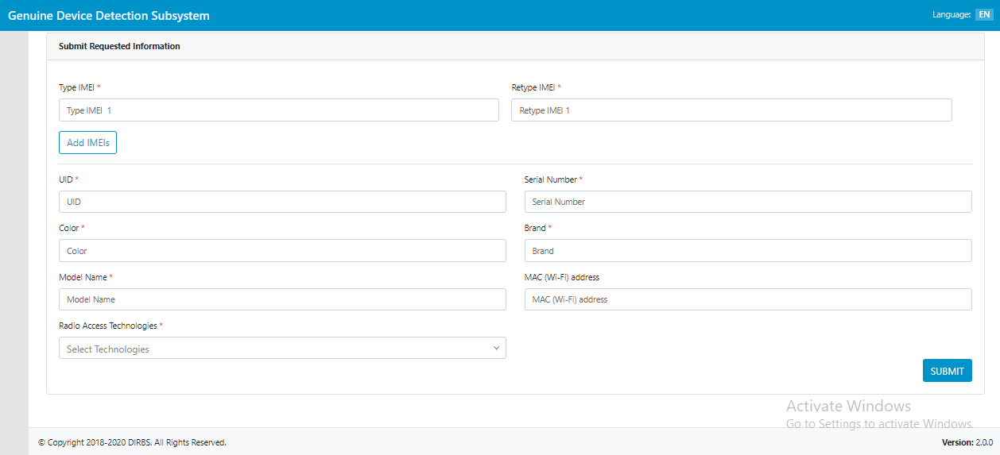 Genuine Device Detection Subsystem
Language: EN
Submit Requested Information
Type IMEI *
Retype IMEI *
Type IMEI 1
Retype IMEI 1
Add IMEIs
UID *
Serial Number *
UID
Serial Number
Color *
Brand *
Color
Brand
Model Name *
MAC (Wi-Fi) address
Model Name
MAC (Wi-Fi) address
Radio Access Technologies *
Select Technologies
SUBMIT
Activate Windows
Go to Settings to activate Windows.
© Copyright 2018-2020 DIRBS. All Rights Reserved.
Version: 2.0.0